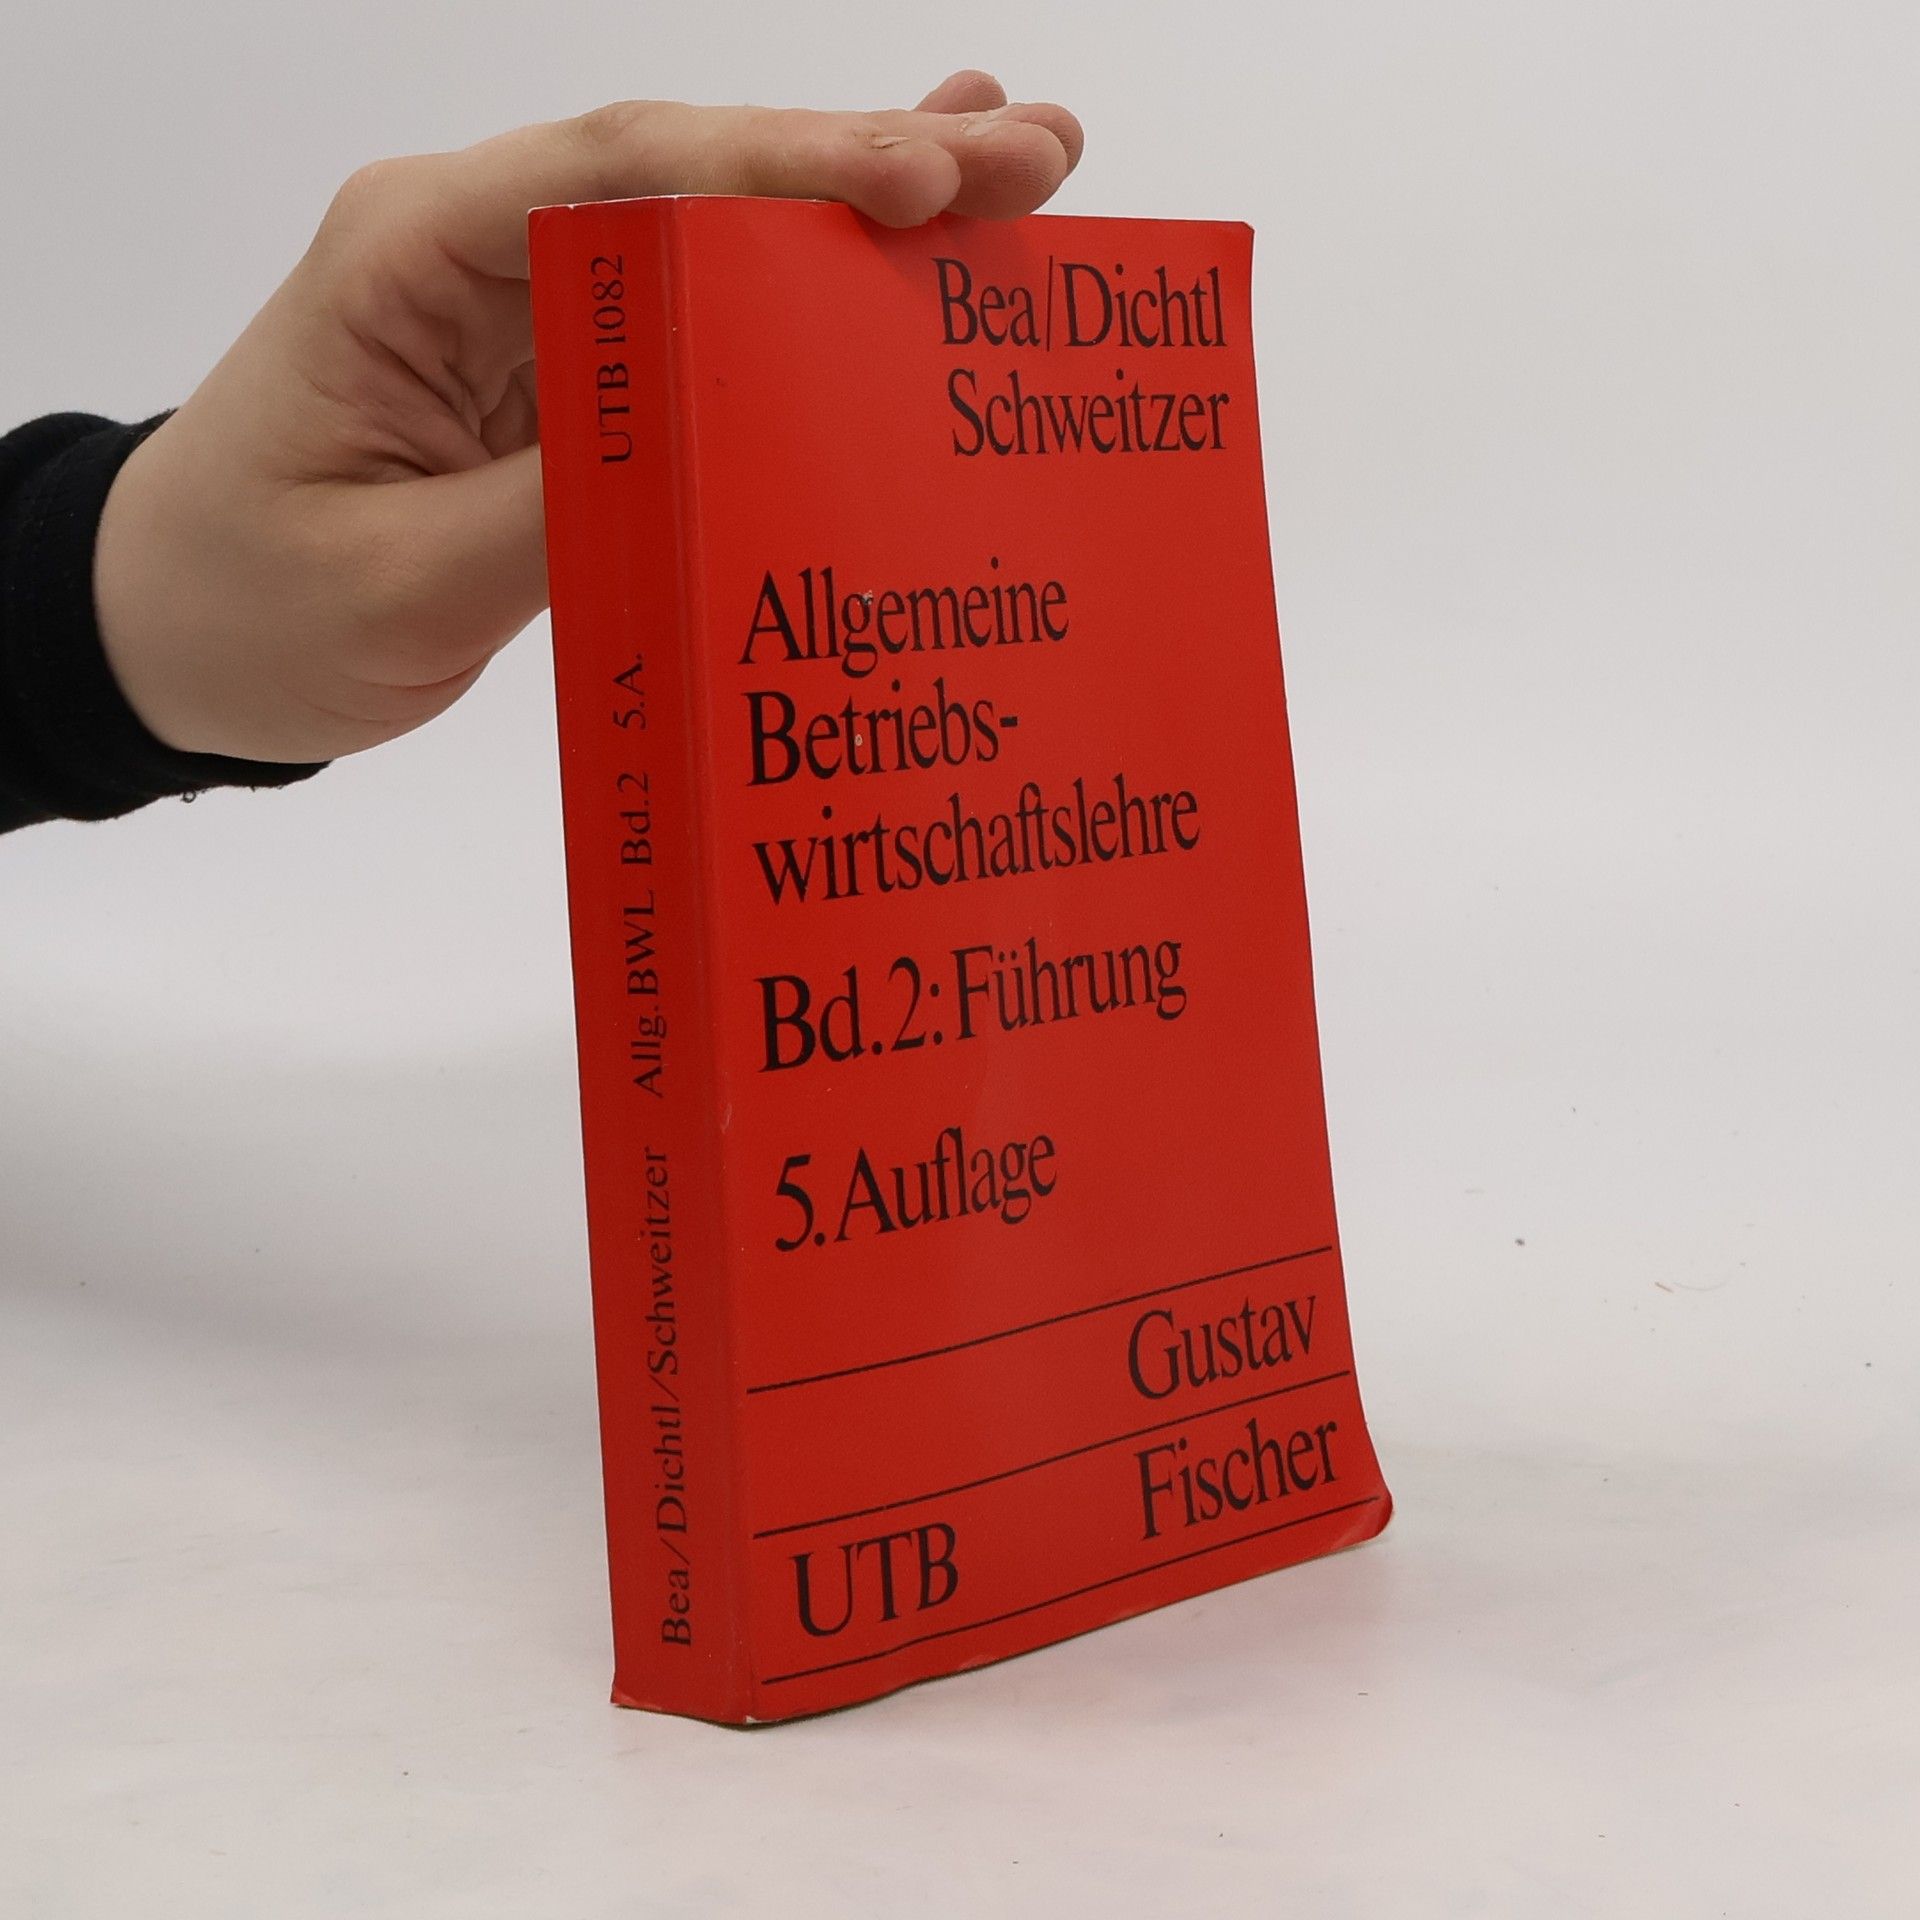 Bea/Dichtl
Schweitzer
Allgemeine
Betriebs-
wirtschaftslehre
Bd.2: Führung
5. Auflage
Gustav
Fischer
UTB
Bea/Dichtl/Schweitzer Allg. BWL Bd.2 5.A. UTB 1082